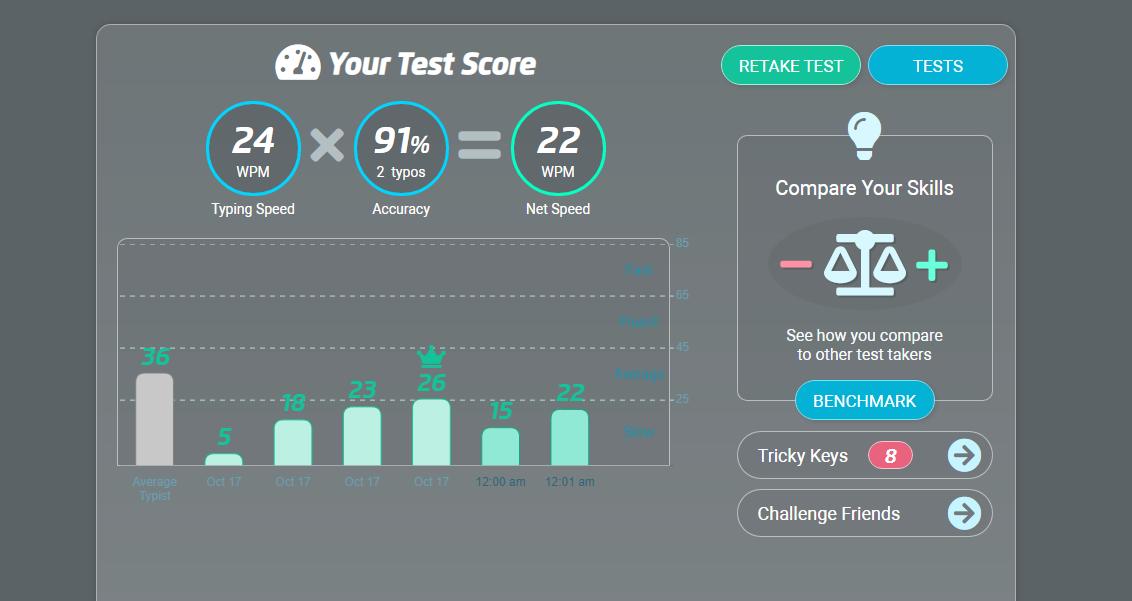 Your Test Score
RETAKE TEST
TESTS
24
WPM
Typing Speed
91%
2 typos
Accuracy
22
WPM
Net Speed
85
65
45
25
Fast
Fluent
Average
Slow
36
5
18
23
26
15
22
Average
Typist
Oct 17
Oct 17
Oct 17
Oct 17
12:00 am
12:01 am
Compare Your Skills
See how you compare
to other test takers
BENCHMARK
Tricky Keys 8
Challenge Friends